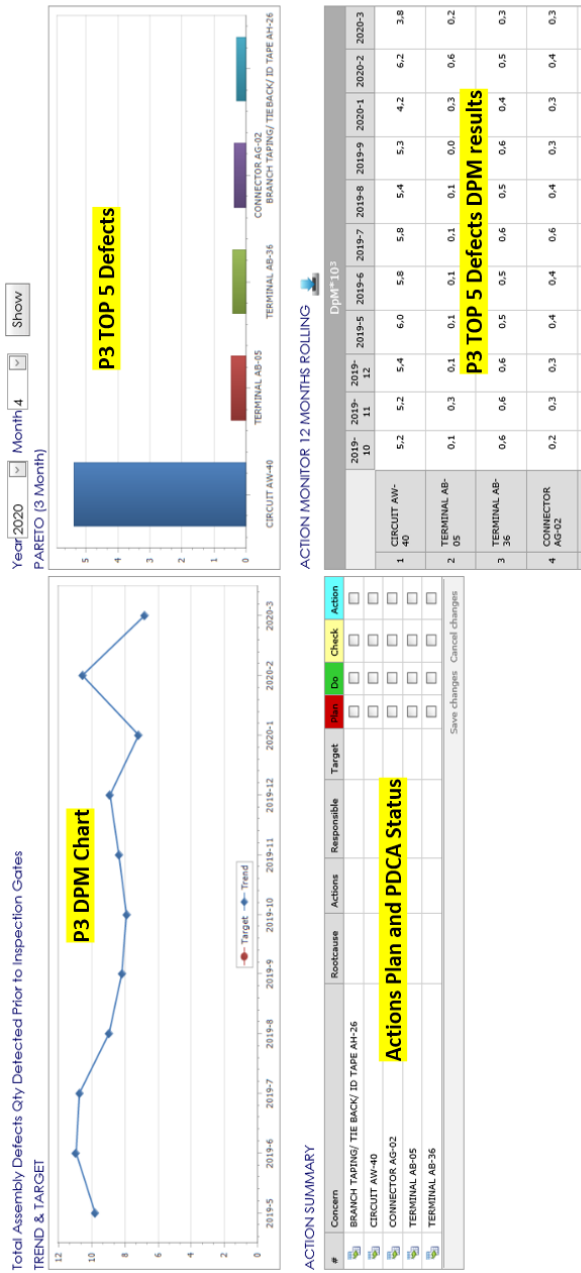 Total Assembly Defects Qty Detected Prior to Inspection Gates
TREND & TARGET
12
10
8
6
4
2
0
P3 DPM Chart
Target Trend
2019-5 2019-6 2019-7 2019-8 2019-9 2019-10 2019-11 2019-12 2020-1 2020-2 2020-3
Year 2020 Month 4 Show
PARETO (3 Month)
5
4
3
2
1
0
P3 TOP 5 Defects
CIRCUIT AW-40
TERMINAL AB-05
TERMINAL AB-36
CONNECTOR AG-02
BRANCH TAPING/ TIE BACK/ ID TAPE AH-26
ACTION SUMMARY
# Concern Rootcause Actions Responsible Target Plan Do Check Action
BRANCH TAPING/ TIE BACK/ ID TAPE AH-26
CIRCUIT AW-40
CONNECTOR AG-02
TERMINAL AB-05
TERMINAL AB-36
Actions Plan and PDCA Status
Save changes Cancel changes
ACTION MONITOR 12 MONTHS ROLLING
DpM*10³
2019-10 2019-11 2019-12 2019-5 2019-6 2019-7 2019-8 2019-9 2020-1 2020-2 2020-3
1 CIRCUIT AW-40 5,2 5,2 5,4 6,0 5,8 5,8 5,4 5,3 4,2 6,2 3,8
2 TERMINAL AB-05 0,1 0,3 0,1 0,1 0,1 0,1 0,1 0,0 0,3 0,6 0,2
P3 TOP 5 Defects DPM results
3 TERMINAL AB-36 0,6 0,6 0,6 0,5 0,5 0,6 0,5 0,6 0,4 0,5 0,3
4 CONNECTOR AG-02 0,2 0,3 0,3 0,4 0,4 0,6 0,4 0,3 0,3 0,4 0,3